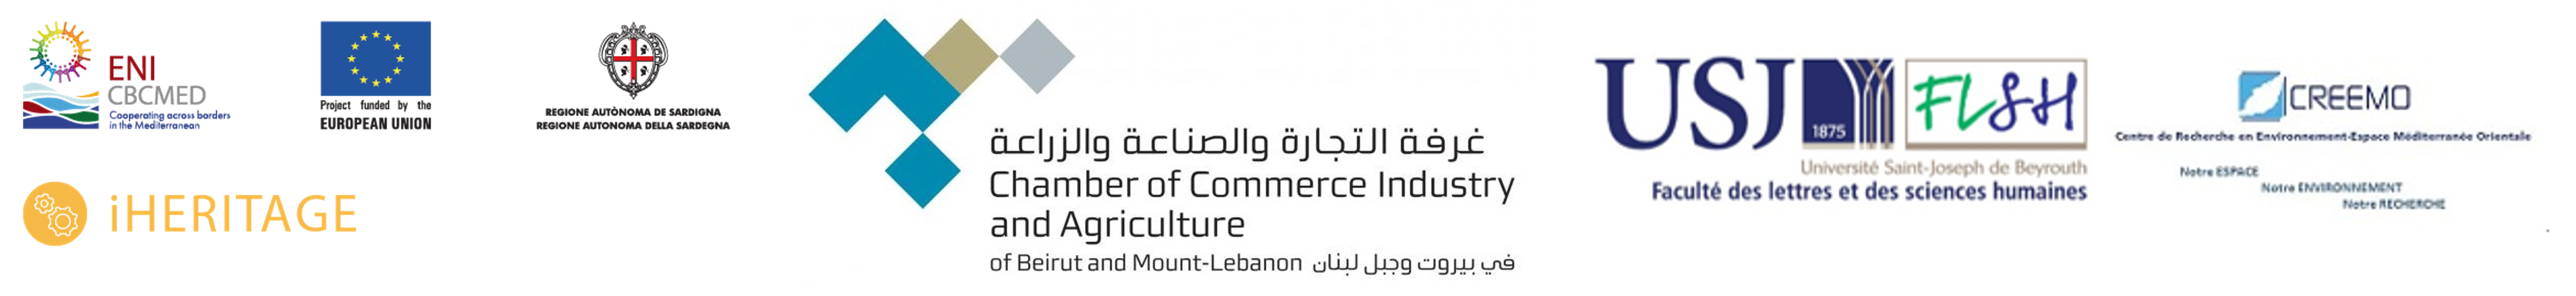 ENI
CBCMED
Cooperating across borders
in the Mediterranean
iHERITAGE
Project funded by the
EUROPEAN UNION
REGIONE AUTÒNOMA DE SARDIGNA
REGIONE AUTONOMA DELLA SARDEGNA
غرفة التجارة والصناعة والزراعة
Chamber of Commerce Industry
and Agriculture
of Beirut and Mount-Lebanon في بيروت وجبل لبنان
USJ 1875 FLSH
Université Saint-Joseph de Beyrouth
Faculté des lettres et des sciences humaines
CREEMO
Centre de Recherche en Environnement-Espace Méditerranée Orientale
Notre ESPACE
Notre ENVIRONNEMENT
Notre RECHERCHE